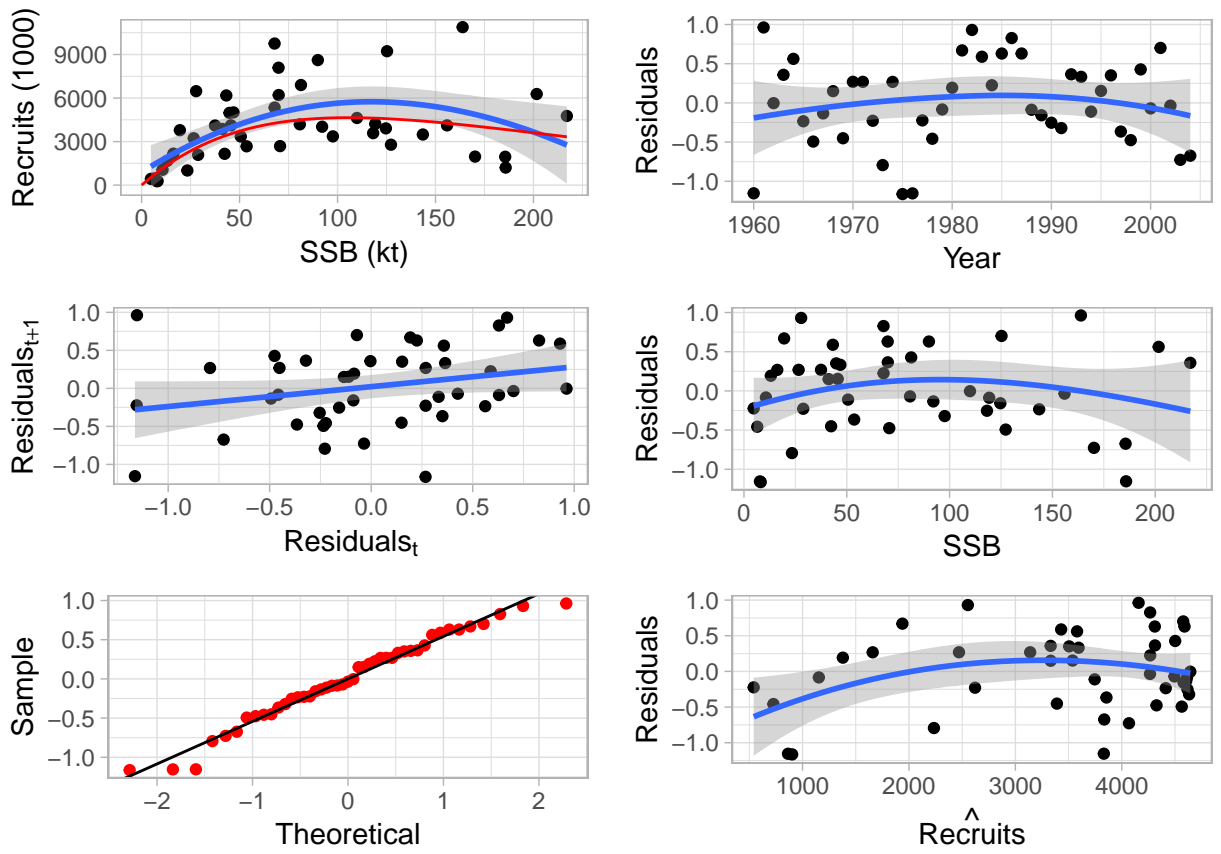 Recruits (1000)
9000
6000
3000
0
0 50 100 150 200
SSB (kt)
Residuals
1.0
0.5
0.0
−0.5
−1.0
1960 1970 1980 1990 2000
Year
Residualst+1
1.0
0.5
0.0
−0.5
−1.0
−1.0 −0.5 0.0 0.5 1.0
Residualst
Residuals
1.0
0.5
0.0
−0.5
−1.0
0 50 100 150 200
SSB
Sample
1.0
0.5
0.0
−0.5
−1.0
−2 −1 0 1 2
Theoretical
Residuals
1.0
0.5
0.0
−0.5
−1.0
1000 2000 3000 4000
^
Recruits